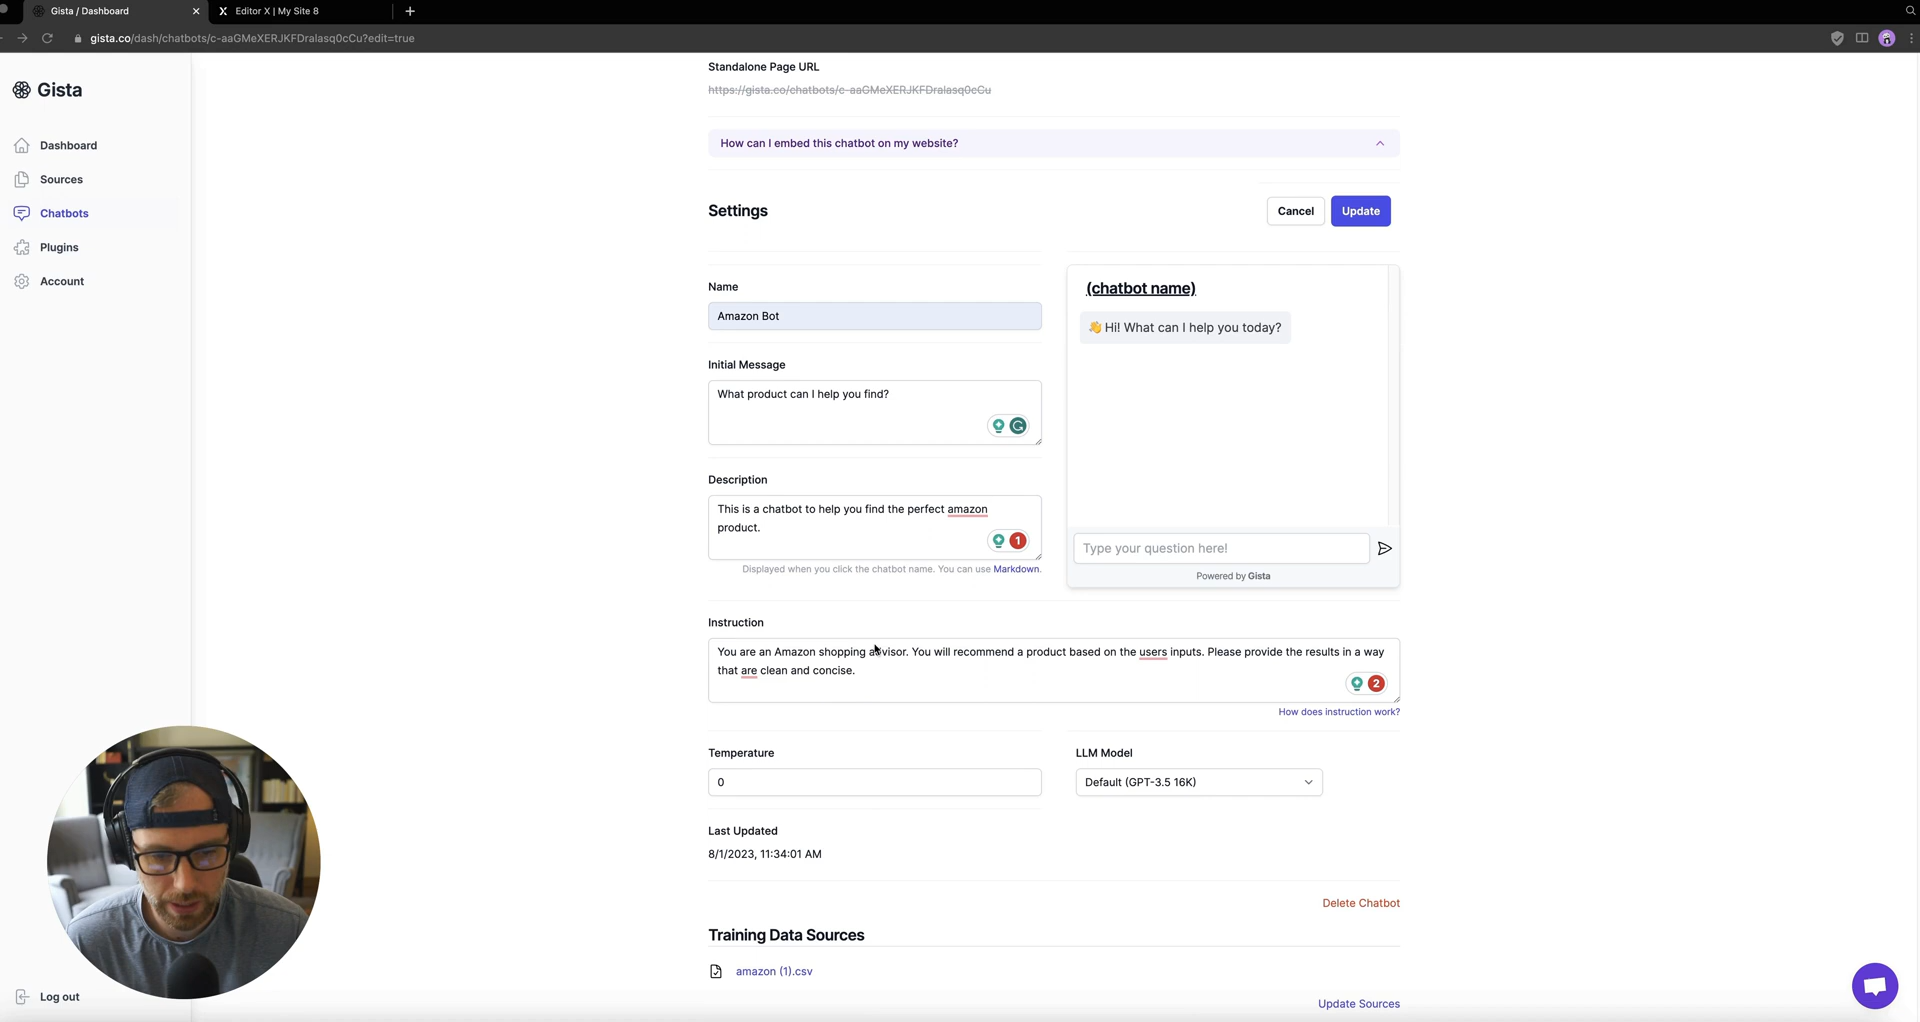 Gista / Dashboard
Editor X | My Site 8
gista.co/dash/chatbots/c-aaGMeXERJKFDralasq0cCu?edit=true
Gista
Dashboard
Sources
Chatbots
Plugins
Account
Log out
Standalone Page URL
https://gista.co/chatbots/c-aaGMeXERJKFDralasq0cCu
How can I embed this chatbot on my website?
Settings
Cancel
Update
Name
Amazon Bot
Initial Message
What product can I help you find?
Description
This is a chatbot to help you find the perfect amazon
product.
1
Displayed when you click the chatbot name. You can use Markdown.
(chatbot name)
👋 Hi! What can I help you today?
Type your question here!
Powered by Gista
Instruction
You are an Amazon shopping advisor. You will recommend a product based on the users inputs. Please provide the results in a way
that are clean and concise.
2
How does instruction work?
Temperature
0
LLM Model
Default (GPT-3.5 16K)
Last Updated
8/1/2023, 11:34:01 AM
Delete Chatbot
Training Data Sources
amazon (1).csv
Update Sources